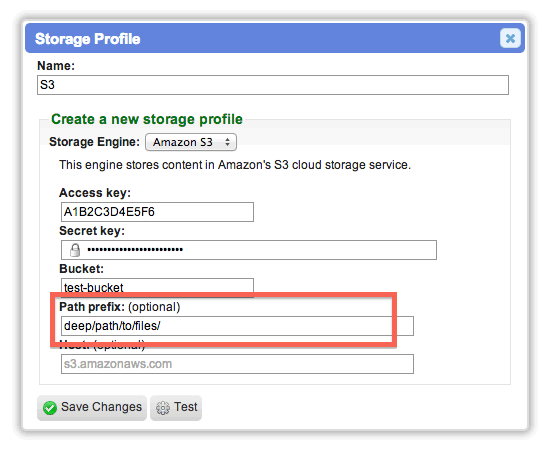 Storage Profile
Name:
S3
Create a new storage profile
Storage Engine: Amazon S3
This engine stores content in Amazon's S3 cloud storage service.
Access key:
A1B2C3D4E5F6
Secret key:
••••••••••••••••••••••••
Bucket:
test-bucket
Path prefix: (optional)
deep/path/to/files/
Host: (optional)
s3.amazonaws.com
Save Changes Test